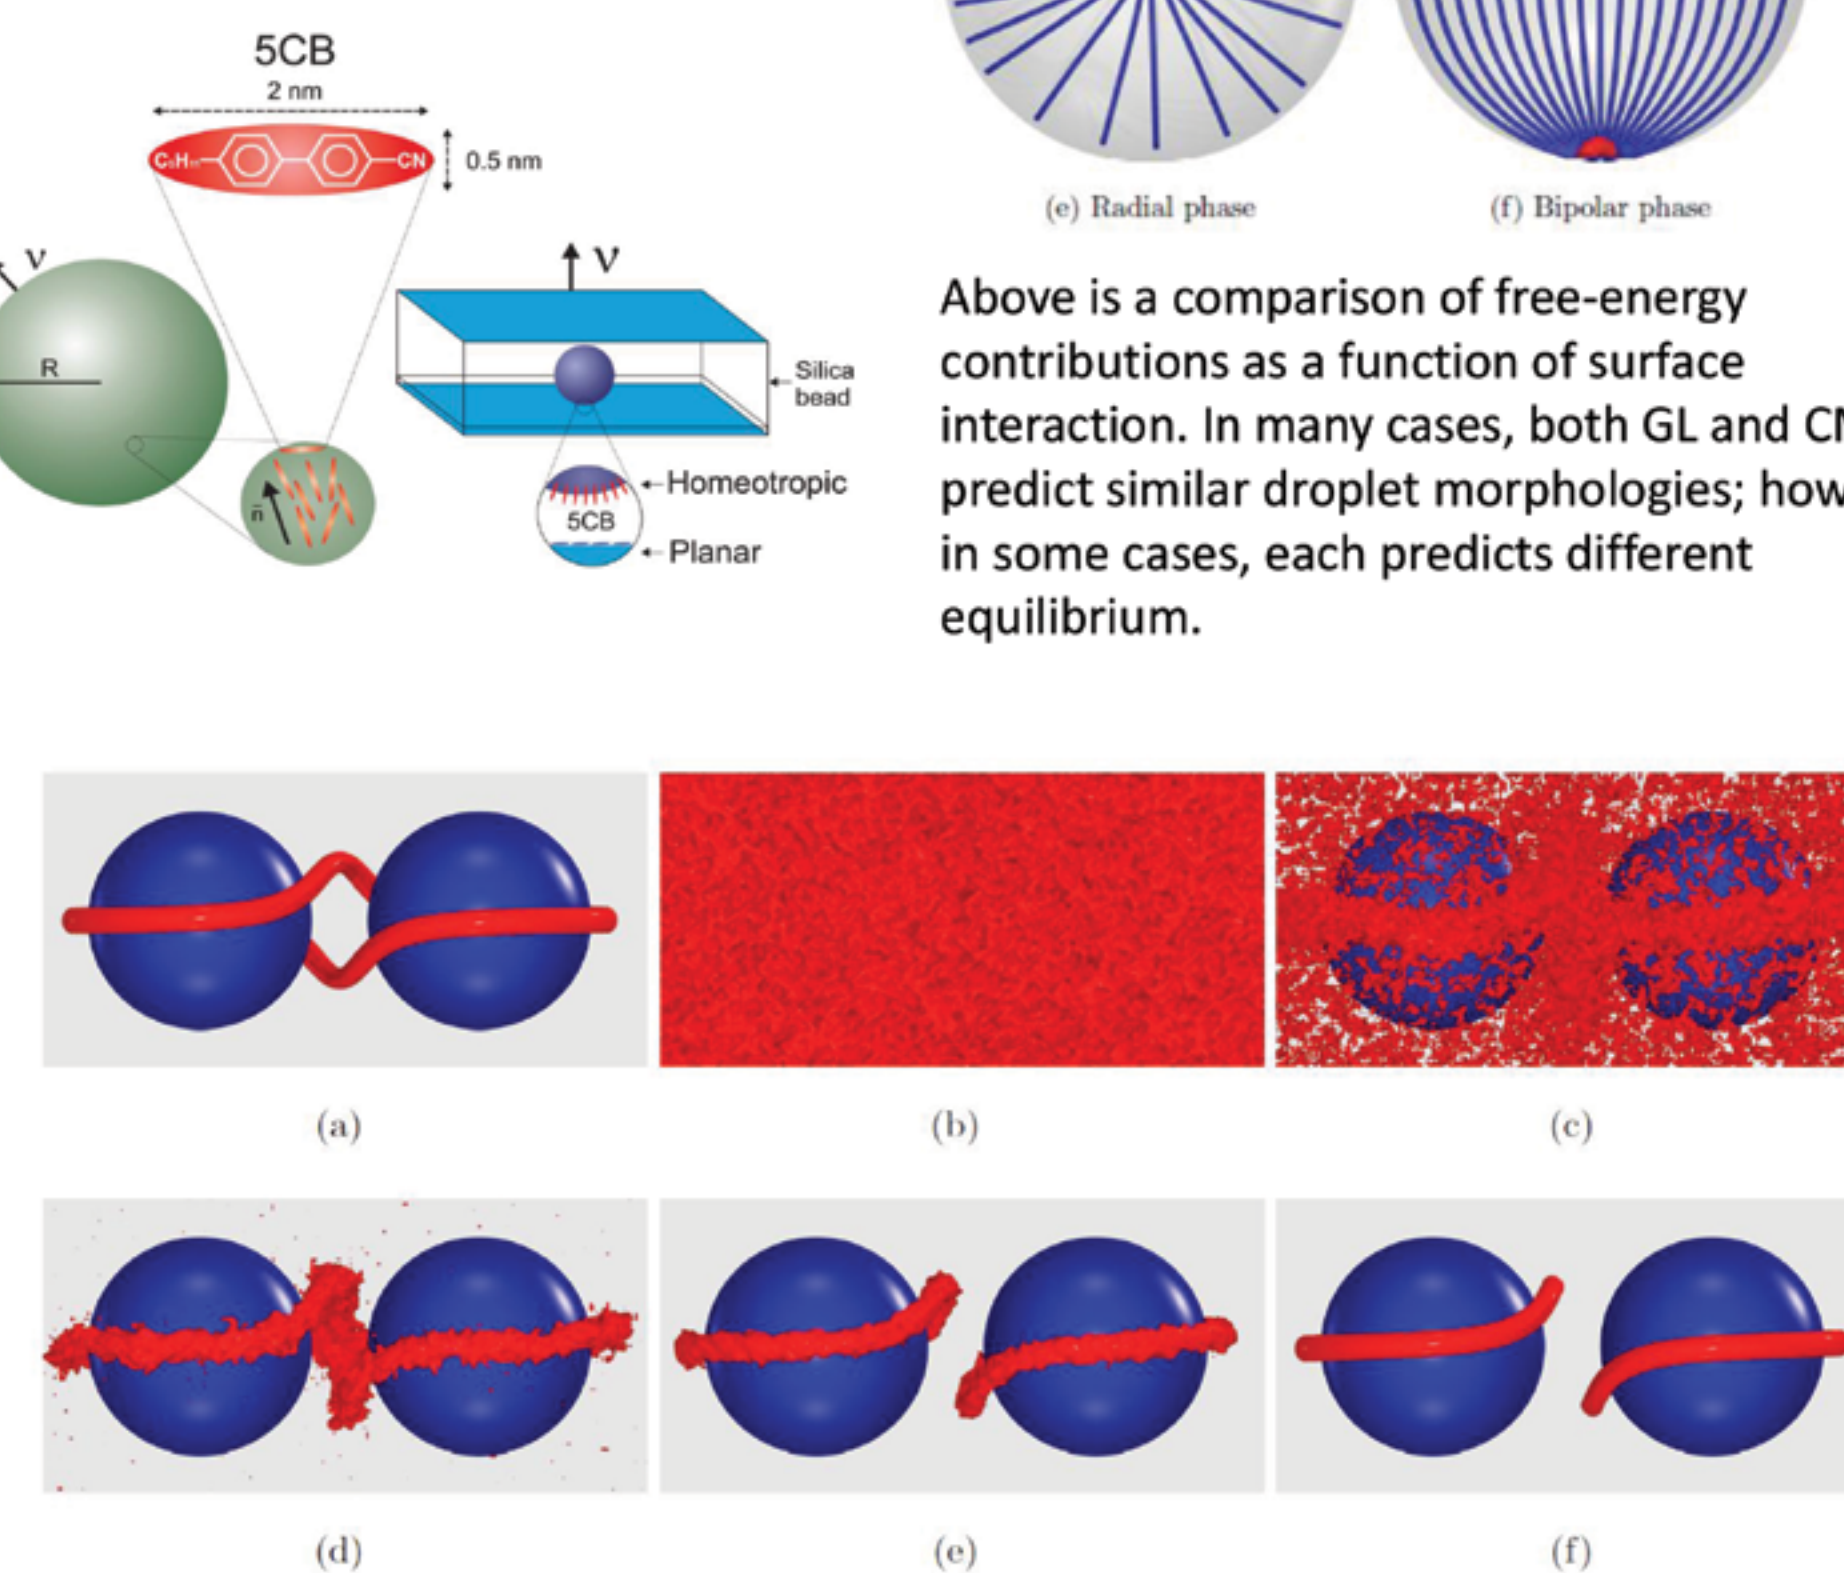 5CB
2 nm
C₅H₁₁
CN
0.5 nm
ν
R
n̄
ν
Silica
bead
Homeotropic
5CB
Planar
(e) Radial phase
(f) Bipolar phase
Above is a comparison of free-energy
contributions as a function of surface
interaction. In many cases, both GL and
predict similar droplet morphologies;
in some cases, each predicts different
equilibrium.
(a)
(b)
(c)
(d)
(e)
(f)